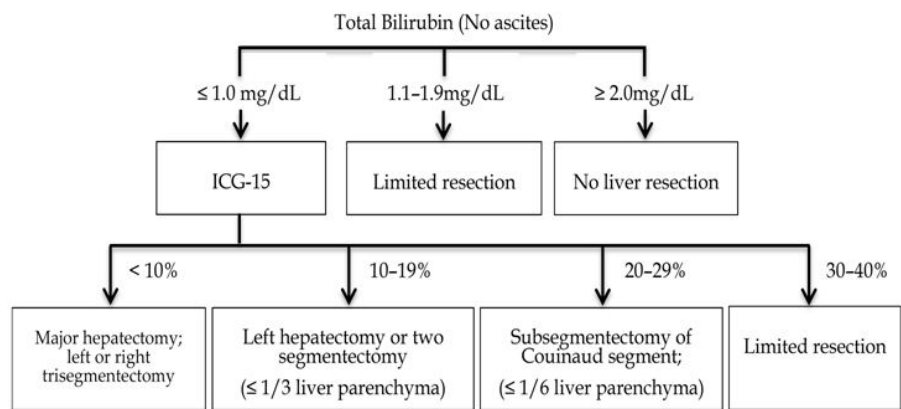 Total Bilirubin (No ascites)
≤ 1.0 mg/dL
1.1–1.9mg/dL
≥ 2.0mg/dL
ICG-15
Limited resection
No liver resection
< 10%
10–19%
20–29%
30–40%
Major hepatectomy;
left or right
trisegmentectomy
Left hepatectomy or two
segmentectomy
(≤ 1/3 liver parenchyma)
Subsegmentectomy of
Couinaud segment;
(≤ 1/6 liver parenchyma)
Limited resection